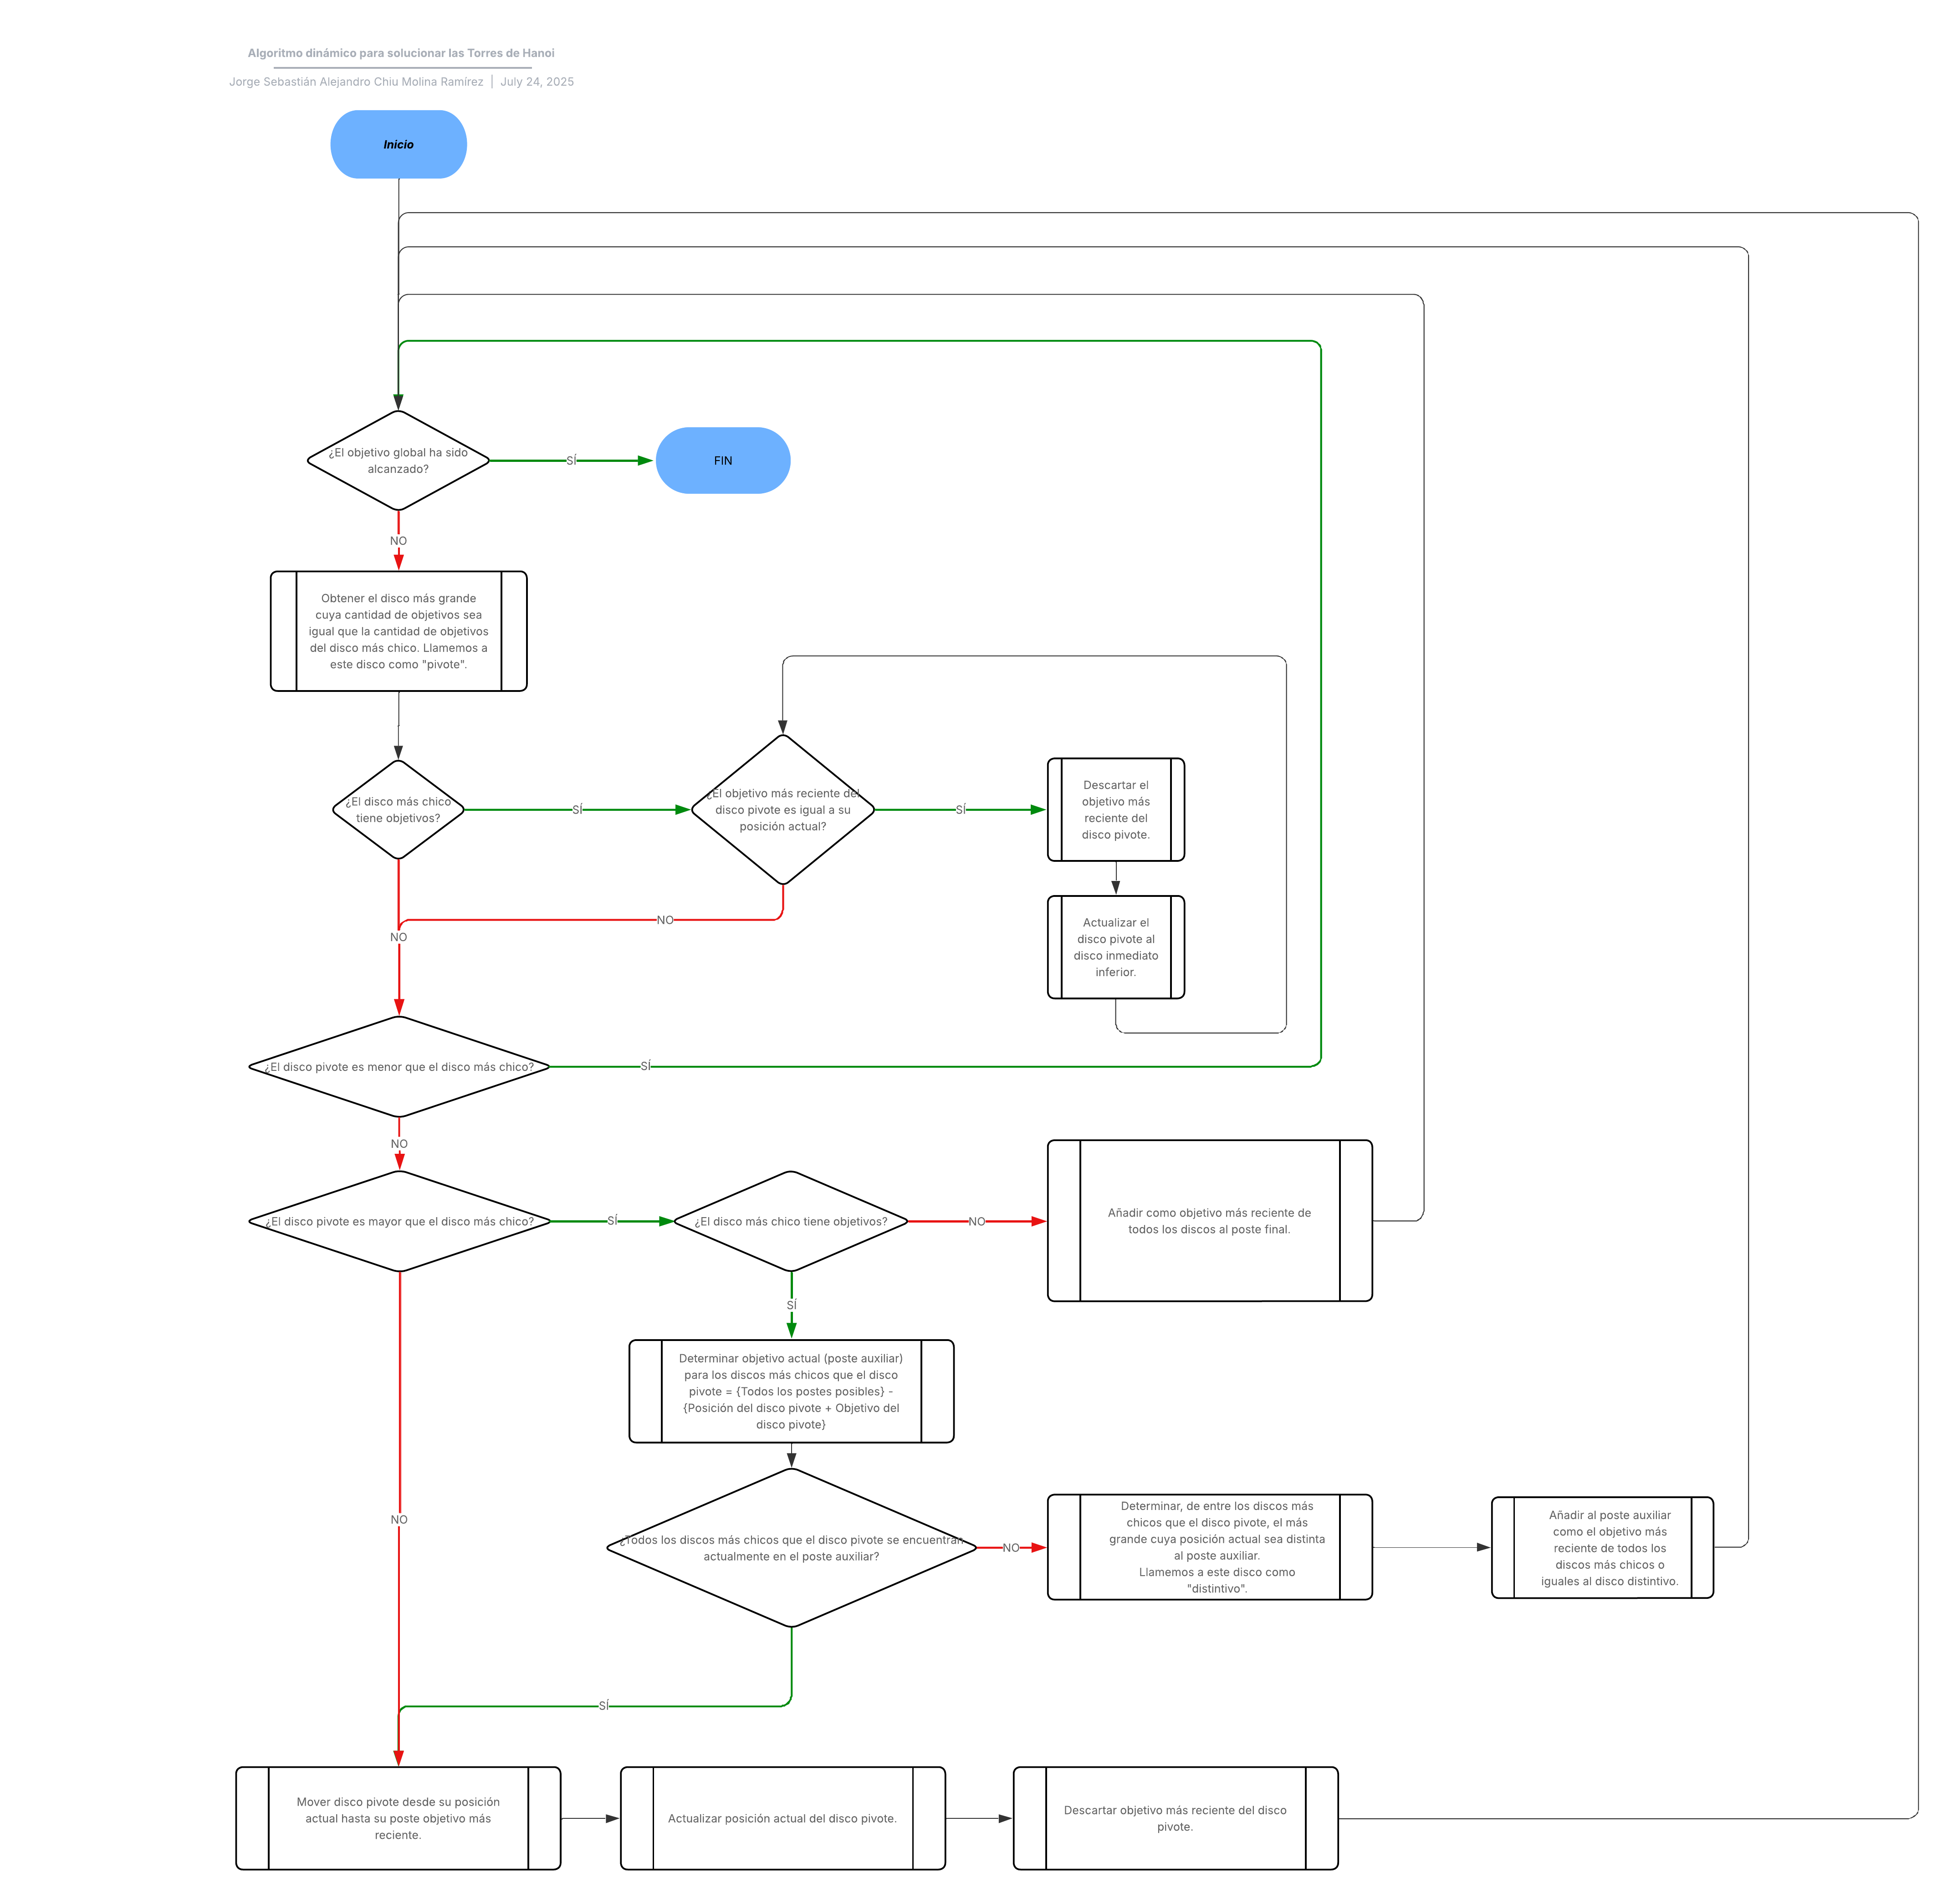 Algoritmo dinámico para solucionar las Torres de Hanoi
Jorge Sebastián Alejandro Chiu Molina Ramírez | July 24, 2025
Inicio
¿El objetivo global ha sido
alcanzado?
SÍ
FIN
NO
Obtener el disco más grande
cuya cantidad de objetivos sea
igual que la cantidad de objetivos
del disco más chico. Llamemos a
este disco como "pivote".
¿El disco más chico
tiene objetivos?
SÍ
¿El objetivo más reciente del
disco pivote es igual a su
posición actual?
SÍ
Descartar el
objetivo más
reciente del
disco pivote.
Actualizar el
disco pivote al
disco inmediato
inferior.
NO
NO
¿El disco pivote es menor que el disco más chico?
SÍ
NO
¿El disco pivote es mayor que el disco más chico?
SÍ
¿El disco más chico tiene objetivos?
NO
Añadir como objetivo más reciente de
todos los discos al poste final.
SÍ
Determinar objetivo actual (poste auxiliar)
para los discos más chicos que el disco
pivote = {Todos los postes posibles} -
{Posición del disco pivote + Objetivo del
disco pivote}
NO
¿Todos los discos más chicos que el disco pivote se encuentran
actualmente en el poste auxiliar?
NO
Determinar, de entre los discos más
chicos que el disco pivote, el más
grande cuya posición actual sea distinta
al poste auxiliar.
Llamemos a este disco como
"distintivo".
Añadir al poste auxiliar
como el objetivo más
reciente de todos los
discos más chicos o
iguales al disco distintivo.
SÍ
Mover disco pivote desde su posición
actual hasta su poste objetivo más
reciente.
Actualizar posición actual del disco pivote.
Descartar objetivo más reciente del disco
pivote.